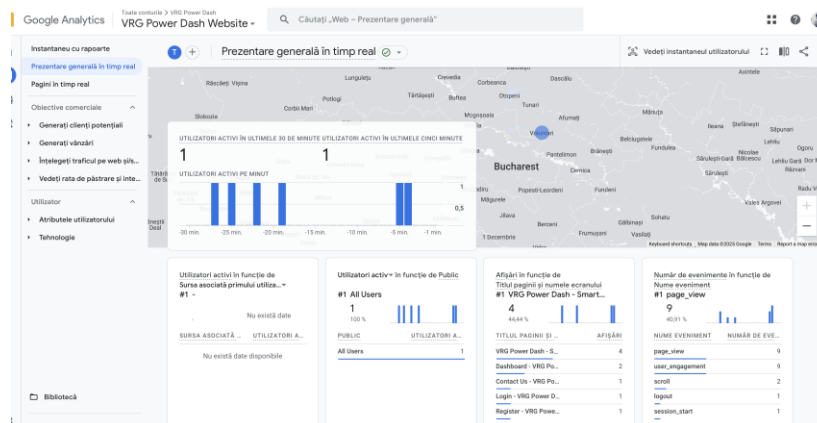 Google Analytics
Toate conturile > VRG Power Dash
VRG Power Dash Website
Căutați „Web – Prezentare generală"
Instantaneu cu rapoarte
Prezentare generală în timp real
Pagini în timp real
Obiective comerciale
Generați clienți potențiali
Generați vânzări
Înțelegeți traficul pe web și/s...
Vedeți rata de păstrare și inte...
Utilizator
Atributele utilizatorului
Tehnologie
Bibliotecă
T
Prezentare generală în timp real
Vedeți instantaneul utilizatorului
Răscăeți
Vișina
Lungulețu
Crevedia
Corbeanca
Dascălu
Potlogi
Tărtășești
Buftea
Otopeni
Tunari
Corbii Mari
Mogoșoaia
Afumați
Slobozia
Voluntari
Măriuța
Axintele
Ileana
Ștefănești
Săpunari
Belciugatele
Lehliu
Ogoru
Pantelimon
Brănești
Fundulea
Nicolae Bălcescu
Sărulești-Gară
Lehliu Gară
Dor M
Răzvani
Bucharest
Cernica
Sărulești
Popești-Leordeni
Fundeni
Radu V
Măgurele
Valea Argovei
Jilava
Berceni
Gălbinași
Sohatu
1 Decembrie
Frumușani
Vasilați
Vidra
Keyboard shortcuts
Map data ©2025 Google
Terms
Report a map error
UTILIZATORI ACTIVI ÎN ULTIMELE 30 DE MINUTE
UTILIZATORI ACTIVI ÎN ULTIMELE CINCI MINUTE
1
1
UTILIZATORI ACTIVI PE MINUT
1
0,5
-30 min.
-25 min.
-20 min.
-15 min.
-10 min.
-5 min.
-1 min.
Utilizatori activi în funcție de
Sursa asociată primului utiliza...
#1 -
Nu există date
SURSA ASOCIATĂ ...
UTILIZATORI A...
Nu există date disponibile
Utilizatori activ în funcție de Public
#1 All Users
1
100 %
PUBLIC
UTILIZATORI A...
All Users
1
Afișări în funcție de
Titlul paginii și numele ecranului
#1 VRG Power Dash - Smart...
4
44,44 %
TITLUL PAGINII ȘI ...
AFIȘĂRI
VRG Power Dash - S...
4
Dashboard - VRG Po...
2
Contact Us - VRG Po...
1
Login - VRG Power D...
1
Register - VRG Powe...
1
Număr de evenimente în funcție de
Nume eveniment
#1 page_view
9
40,91 %
NUME EVENIMENT
NUMĂR DE EVE...
page_view
9
user_engagement
9
scroll
2
logout
1
session_start
1